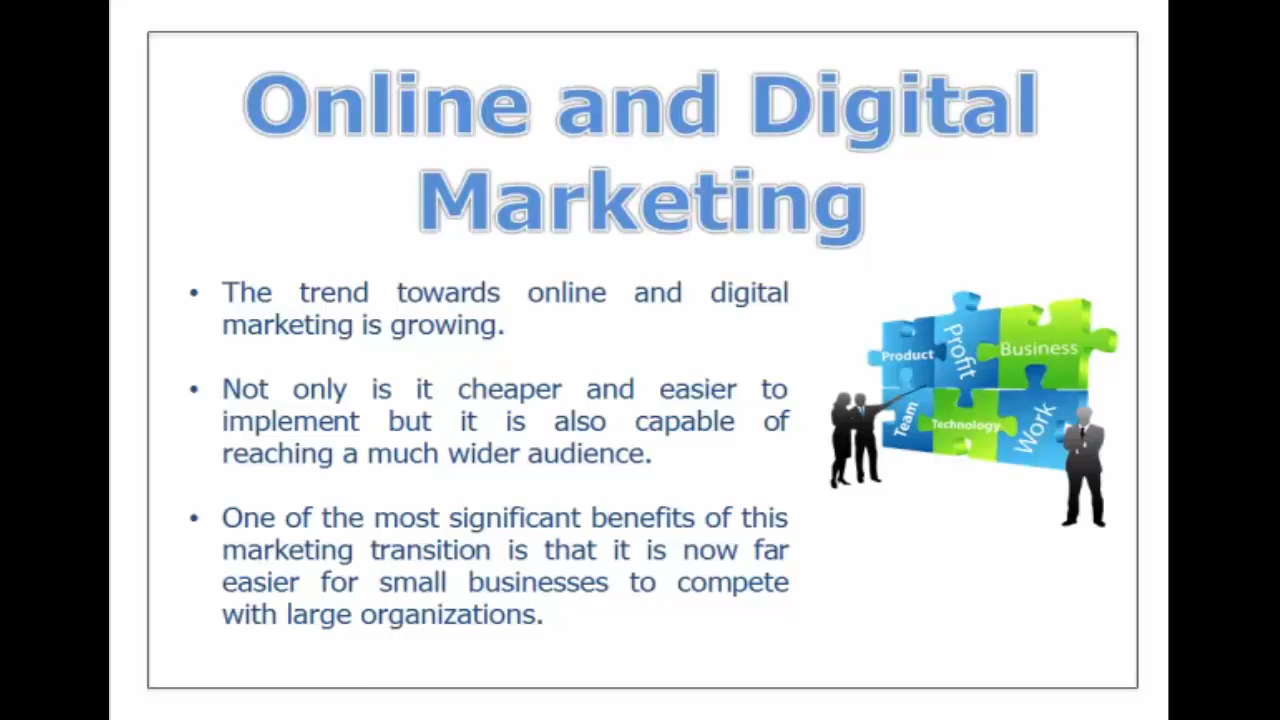 Online and Digital
Marketing
• The trend towards online and digital
marketing is growing.
• Not only is it cheaper and easier to
implement but it is also capable of
reaching a much wider audience.
• One of the most significant benefits of this
marketing transition is that it is now far
easier for small businesses to compete
with large organizations.
Product
Profit
Business
Team
Technology
Work